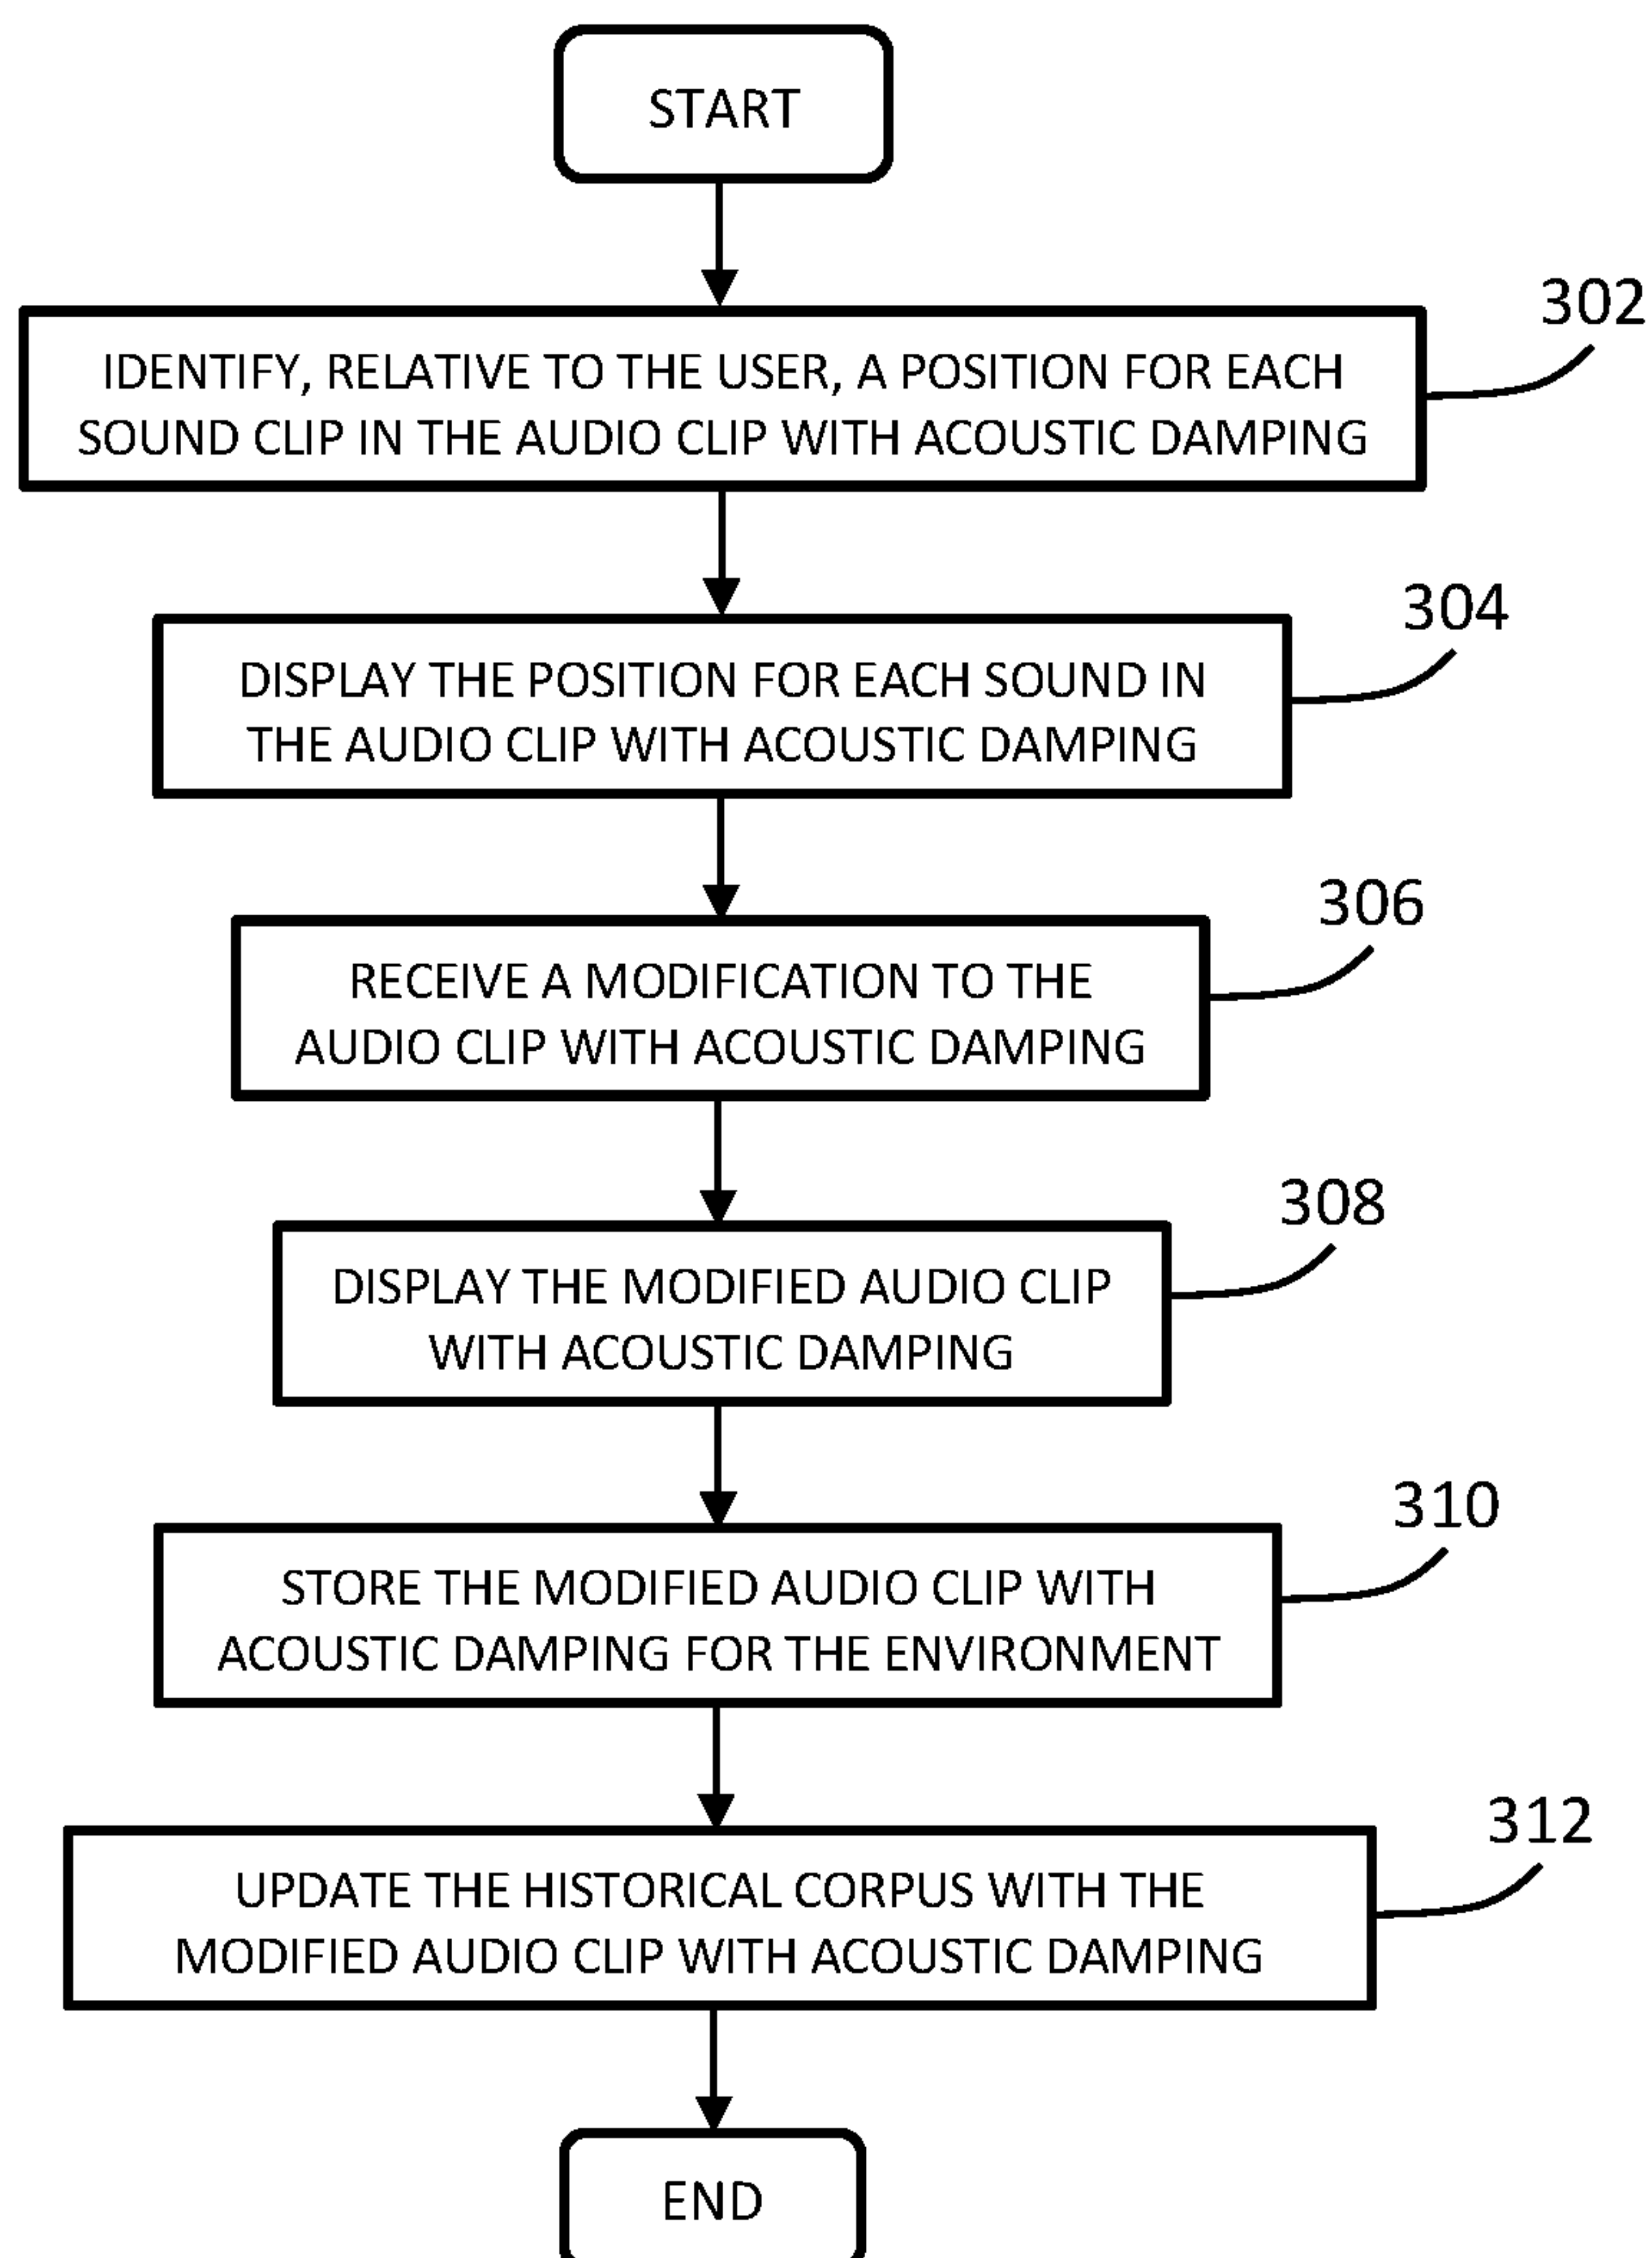 START
302
IDENTIFY, RELATIVE TO THE USER, A POSITION FOR EACH
SOUND CLIP IN THE AUDIO CLIP WITH ACOUSTIC DAMPING
304
DISPLAY THE POSITION FOR EACH SOUND IN
THE AUDIO CLIP WITH ACOUSTIC DAMPING
306
RECEIVE A MODIFICATION TO THE
AUDIO CLIP WITH ACOUSTIC DAMPING
308
DISPLAY THE MODIFIED AUDIO CLIP
WITH ACOUSTIC DAMPING
310
STORE THE MODIFIED AUDIO CLIP WITH
ACOUSTIC DAMPING FOR THE ENVIRONMENT
312
UPDATE THE HISTORICAL CORPUS WITH THE
MODIFIED AUDIO CLIP WITH ACOUSTIC DAMPING
END